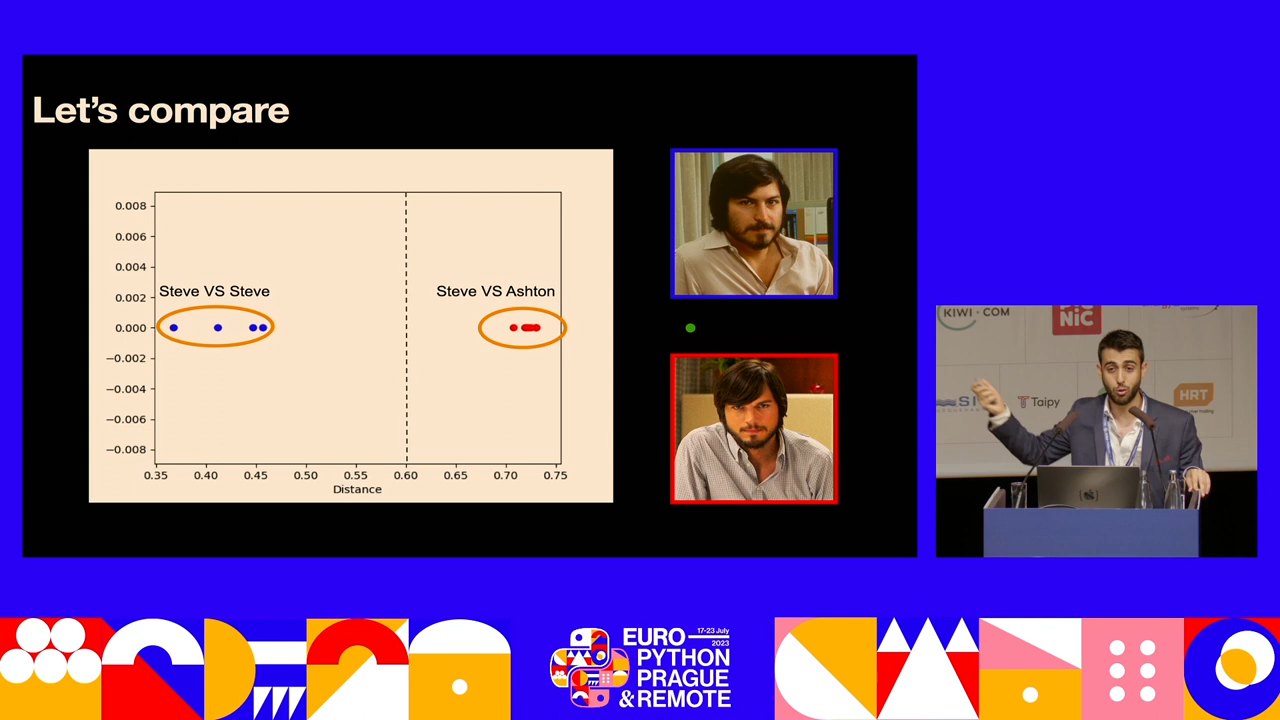 Let's compare
0.008
0.006
0.004
0.002
0.000
−0.002
−0.004
−0.006
−0.008
Steve VS Steve
Steve VS Ashton
0.35 0.40 0.45 0.50 0.55 0.60 0.65 0.70 0.75
Distance
KIWI·COM
NiC
Taipy
HRT
EURO 17-23 July
2023
PYTHON
PRAGUE
&REMOTE